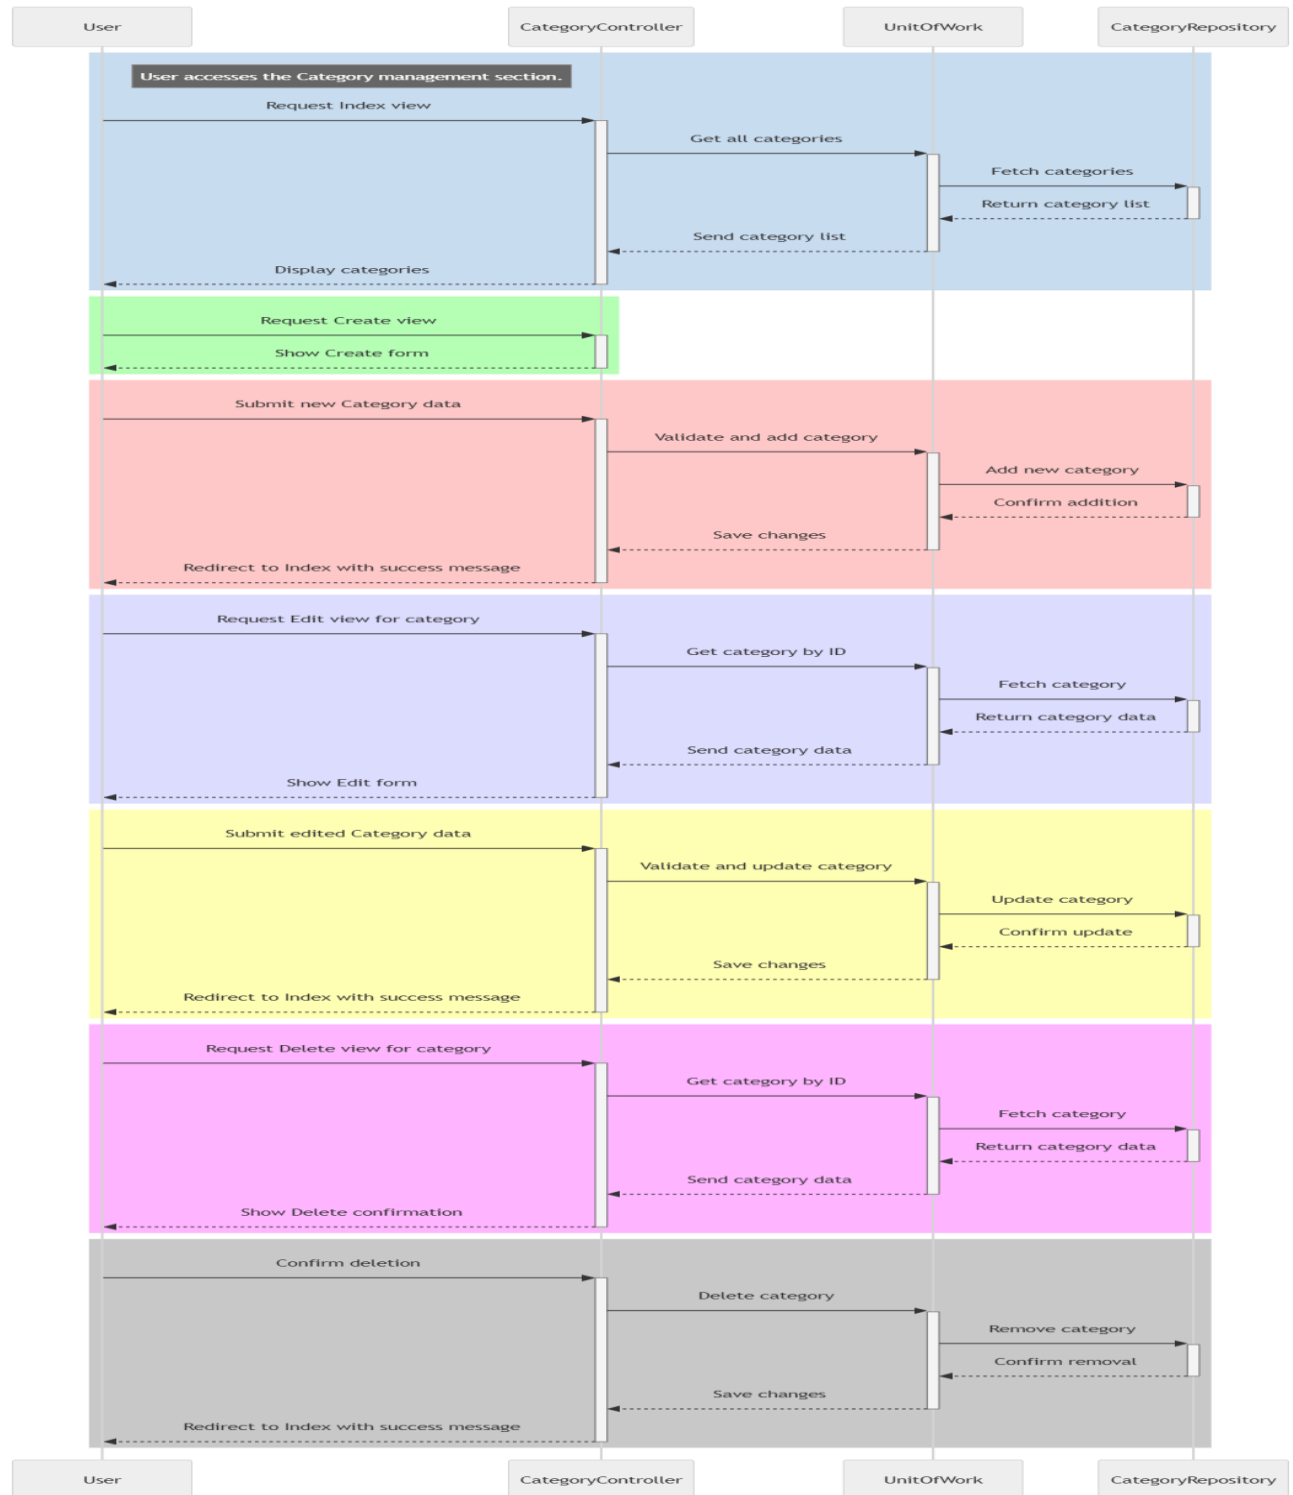 User
CategoryController
UnitOfWork
CategoryRepository
User accesses the Category management section.
Request Index view
Get all categories
Fetch categories
Return category list
Send category list
Display categories
Request Create view
Show Create form
Submit new Category data
Validate and add category
Add new category
Confirm addition
Save changes
Redirect to Index with success message
Request Edit view for category
Get category by ID
Fetch category
Return category data
Send category data
Show Edit form
Submit edited Category data
Validate and update category
Update category
Confirm update
Save changes
Redirect to Index with success message
Request Delete view for category
Get category by ID
Fetch category
Return category data
Send category data
Show Delete confirmation
Confirm deletion
Delete category
Remove category
Confirm removal
Save changes
Redirect to Index with success message
User
CategoryController
UnitOfWork
CategoryRepository